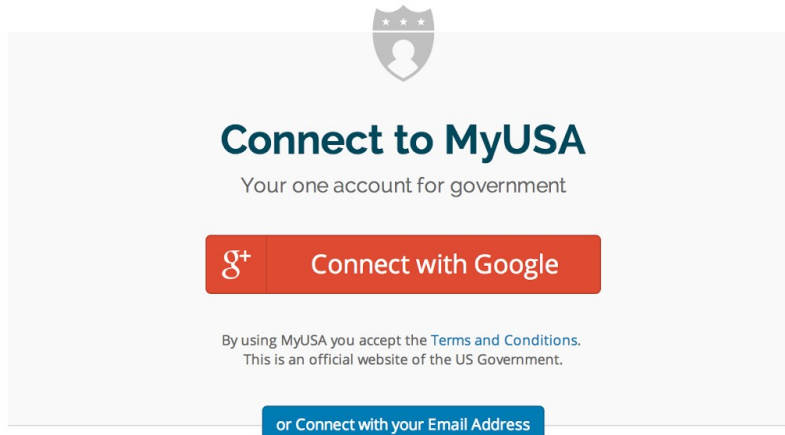 Connect to MyUSA
Your one account for government
g+ Connect with Google
By using MyUSA you accept the Terms and Conditions.
This is an official website of the US Government.
or Connect with your Email Address